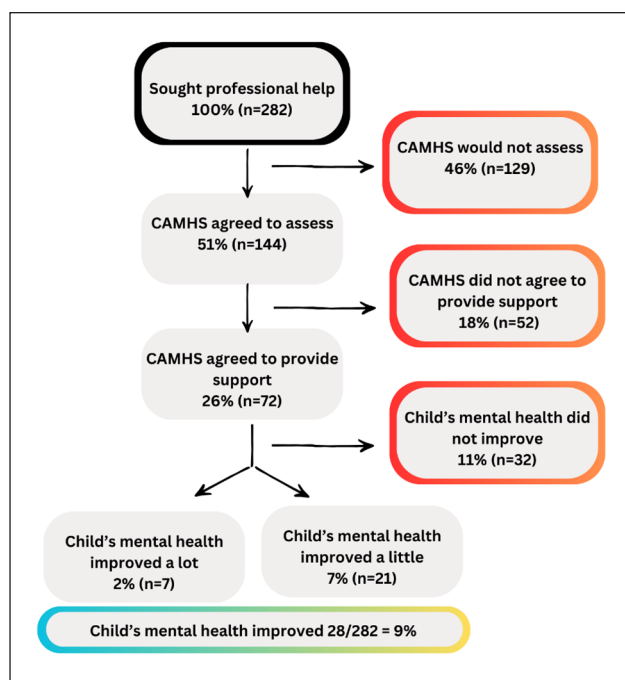 Sought professional help
100% (n=282)
CAMHS would not assess
46% (n=129)
CAMHS agreed to assess
51% (n=144)
CAMHS did not agree to
provide support
18% (n=52)
CAMHS agreed to provide
support
26% (n=72)
Child’s mental health did
not improve
11% (n=32)
Child’s mental health
improved a lot
2% (n=7)
Child’s mental health
improved a little
7% (n=21)
Child’s mental health improved 28/282 = 9%